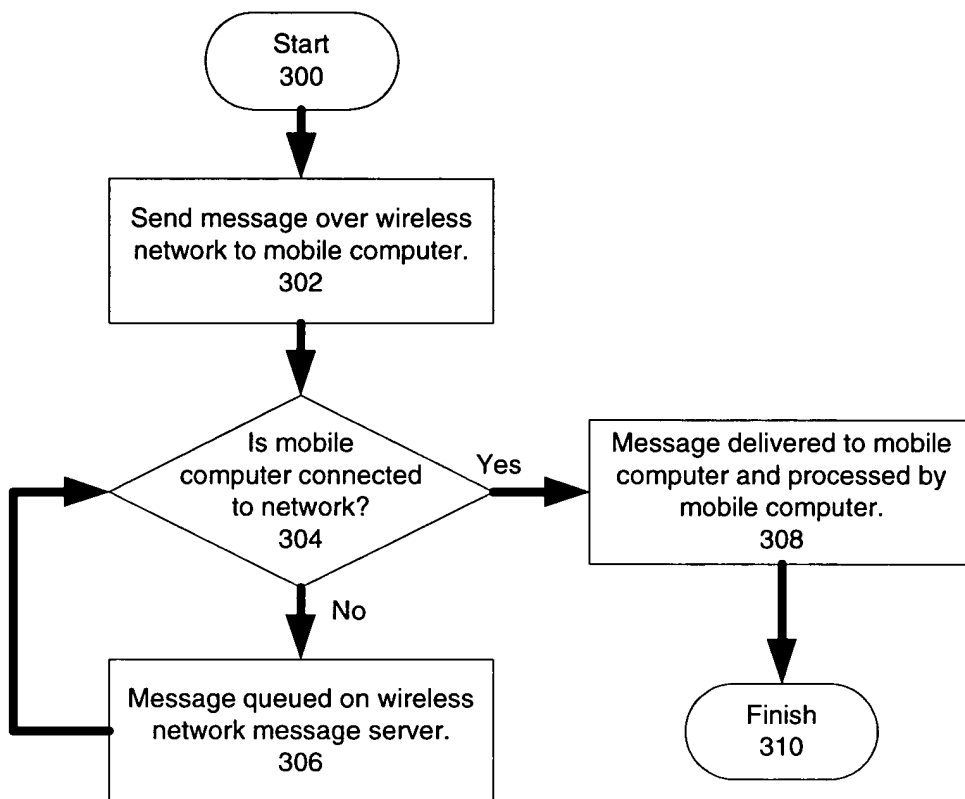 Start
300
Send message over wireless
network to mobile computer.
302
Is mobile
computer connected
to network?
304
Yes
Message delivered to mobile
computer and processed by
mobile computer.
308
No
Message queued on wireless
network message server.
306
Finish
310